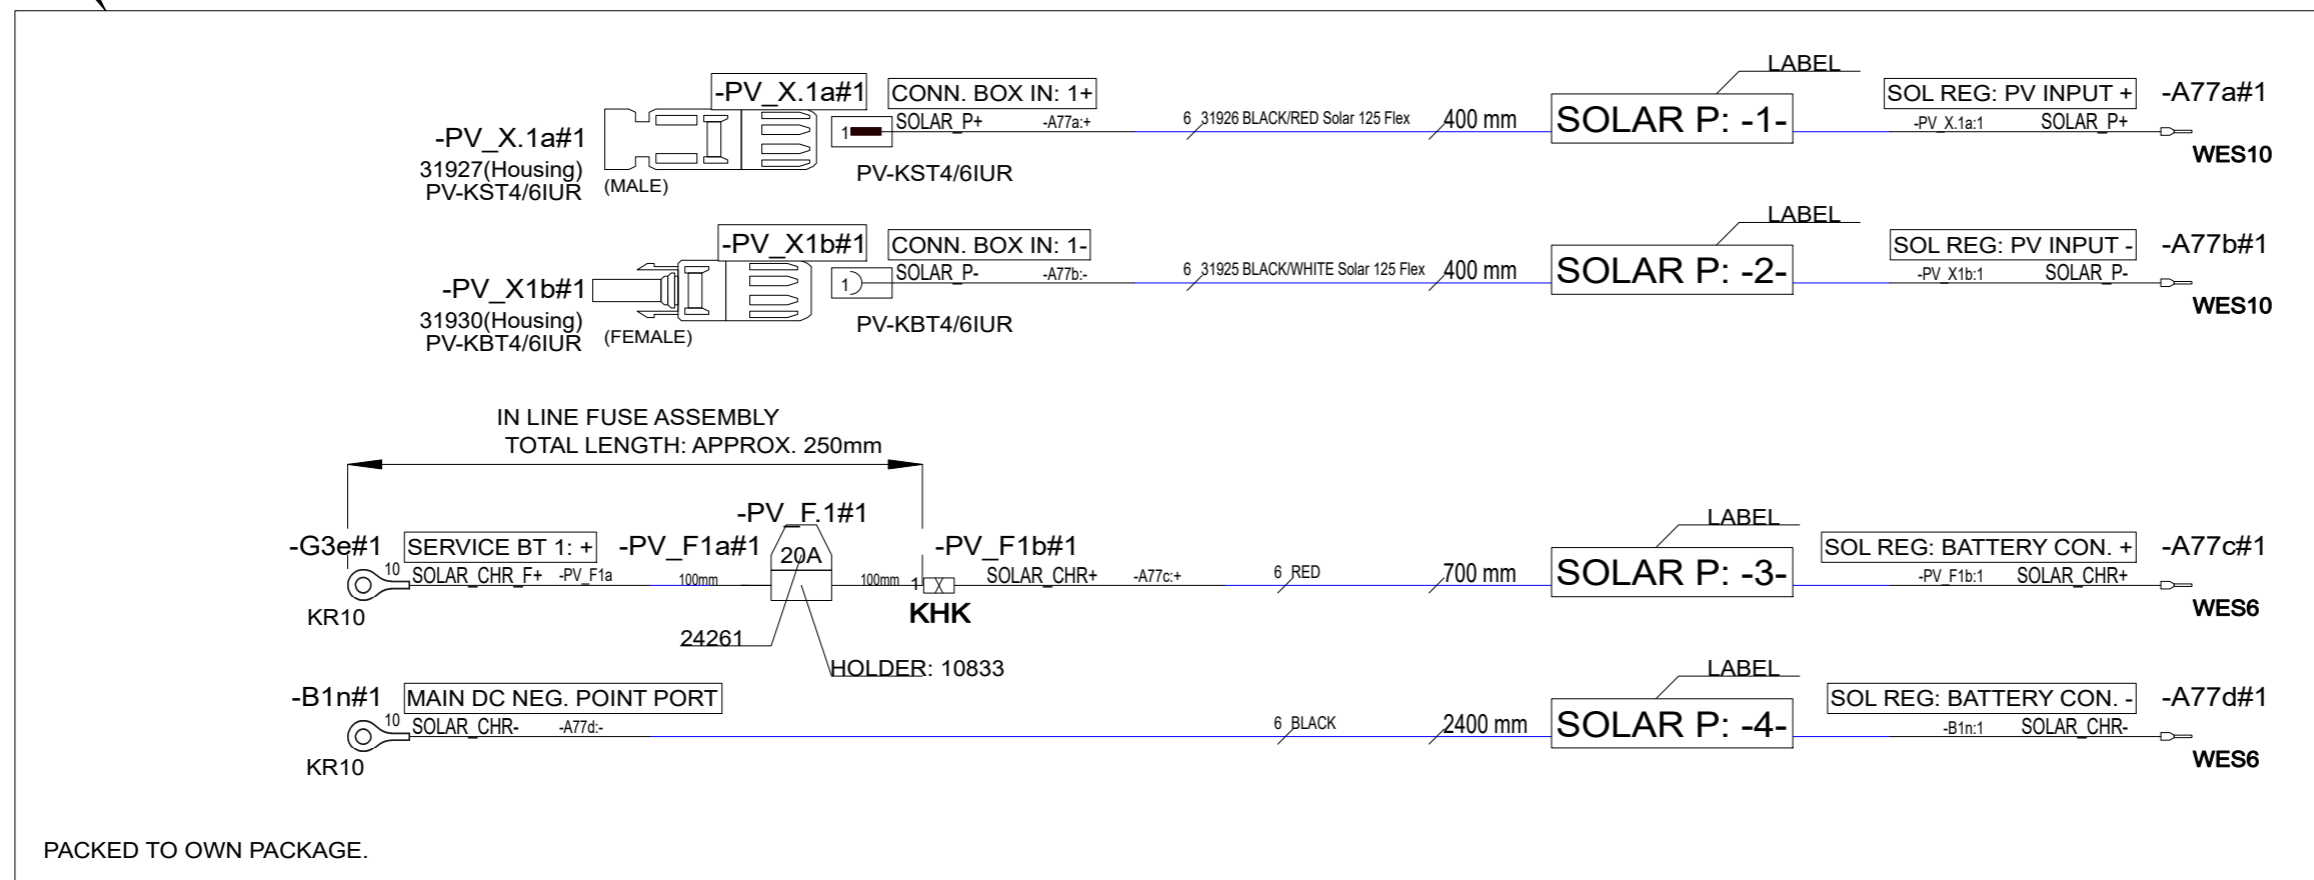 LABEL
-PV_X.1a#1 CONN. BOX IN: 1+ SOL REG: PV INPUT + -A77a#1
-PV_X.1a#1 1 SOLAR_P+ -A77a:+ 6 31926 BLACK/RED Solar 125 Flex 400 mm SOLAR P: -1- -PV_X.1a:1 SOLAR_P+
31927(Housing) WES10
PV-KST4/6IUR (MALE) PV-KST4/6IUR
LABEL
-PV_X1b#1 CONN. BOX IN: 1- SOL REG: PV INPUT - -A77b#1
-PV_X1b#1 1 SOLAR_P- -A77b:- 6 31925 BLACK/WHITE Solar 125 Flex 400 mm SOLAR P: -2- -PV_X1b:1 SOLAR_P-
31930(Housing) WES10
PV-KBT4/6IUR (FEMALE) PV-KBT4/6IUR
IN LINE FUSE ASSEMBLY
TOTAL LENGTH: APPROX. 250mm
-PV_F.1#1 LABEL
-G3e#1 SERVICE BT 1: + -PV_F1a#1 20A -PV_F1b#1 SOL REG: BATTERY CON. + -A77c#1
10 SOLAR_CHR_F+ -PV_F1a 100mm 100mm 1 SOLAR_CHR+ -A77c:+ 6 RED 700 mm SOLAR P: -3- -PV_F1b:1 SOLAR_CHR+
KR10 KHK WES6
24261
HOLDER: 10833 LABEL
-B1n#1 MAIN DC NEG. POINT PORT SOL REG: BATTERY CON. - -A77d#1
10 SOLAR_CHR- -A77d:- 6 BLACK 2400 mm SOLAR P: -4- -B1n:1 SOLAR_CHR-
KR10 WES6
PACKED TO OWN PACKAGE.